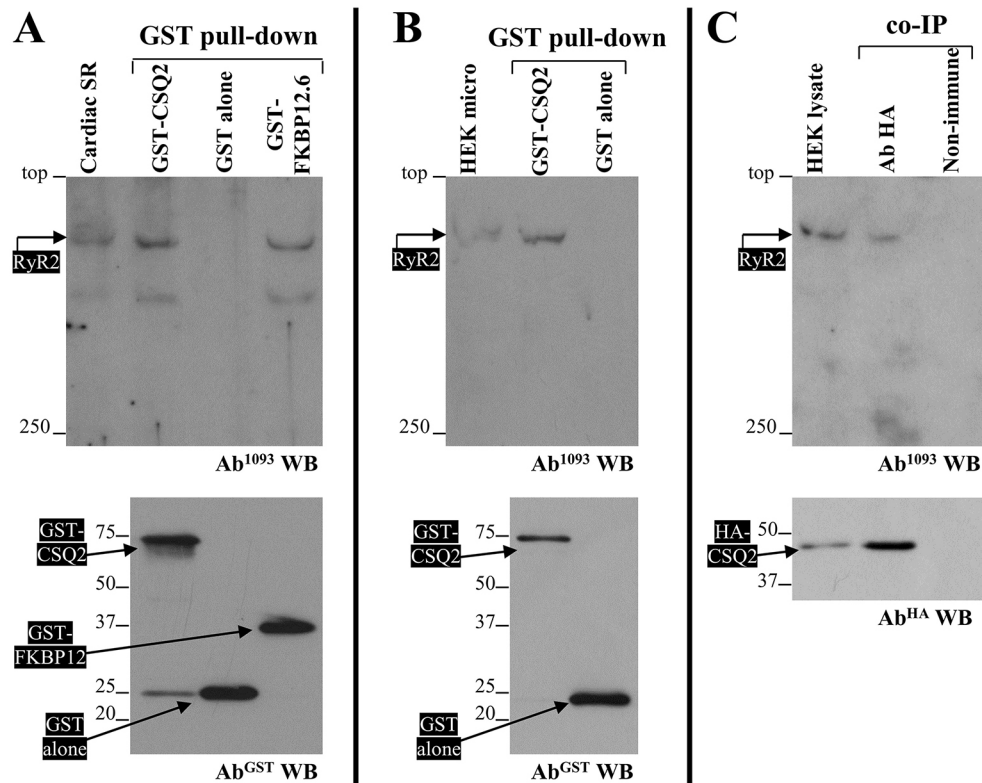 A
GST pull-down
Cardiac SR
GST-CSQ2
GST alone
GST-
FKBP12.6
top
RyR2
250
Ab1093 WB
GST-
CSQ2
75
50
37
GST-
FKBP12
25
20
GST
alone
AbGST WB
B
GST pull-down
HEK micro
GST-CSQ2
GST alone
top
RyR2
250
Ab1093 WB
GST-
CSQ2
75
50
37
25
20
GST
alone
AbGST WB
C
co-IP
HEK lysate
Ab HA
Non-immune
top
RyR2
250
Ab1093 WB
HA-
CSQ2
50
37
AbHA WB